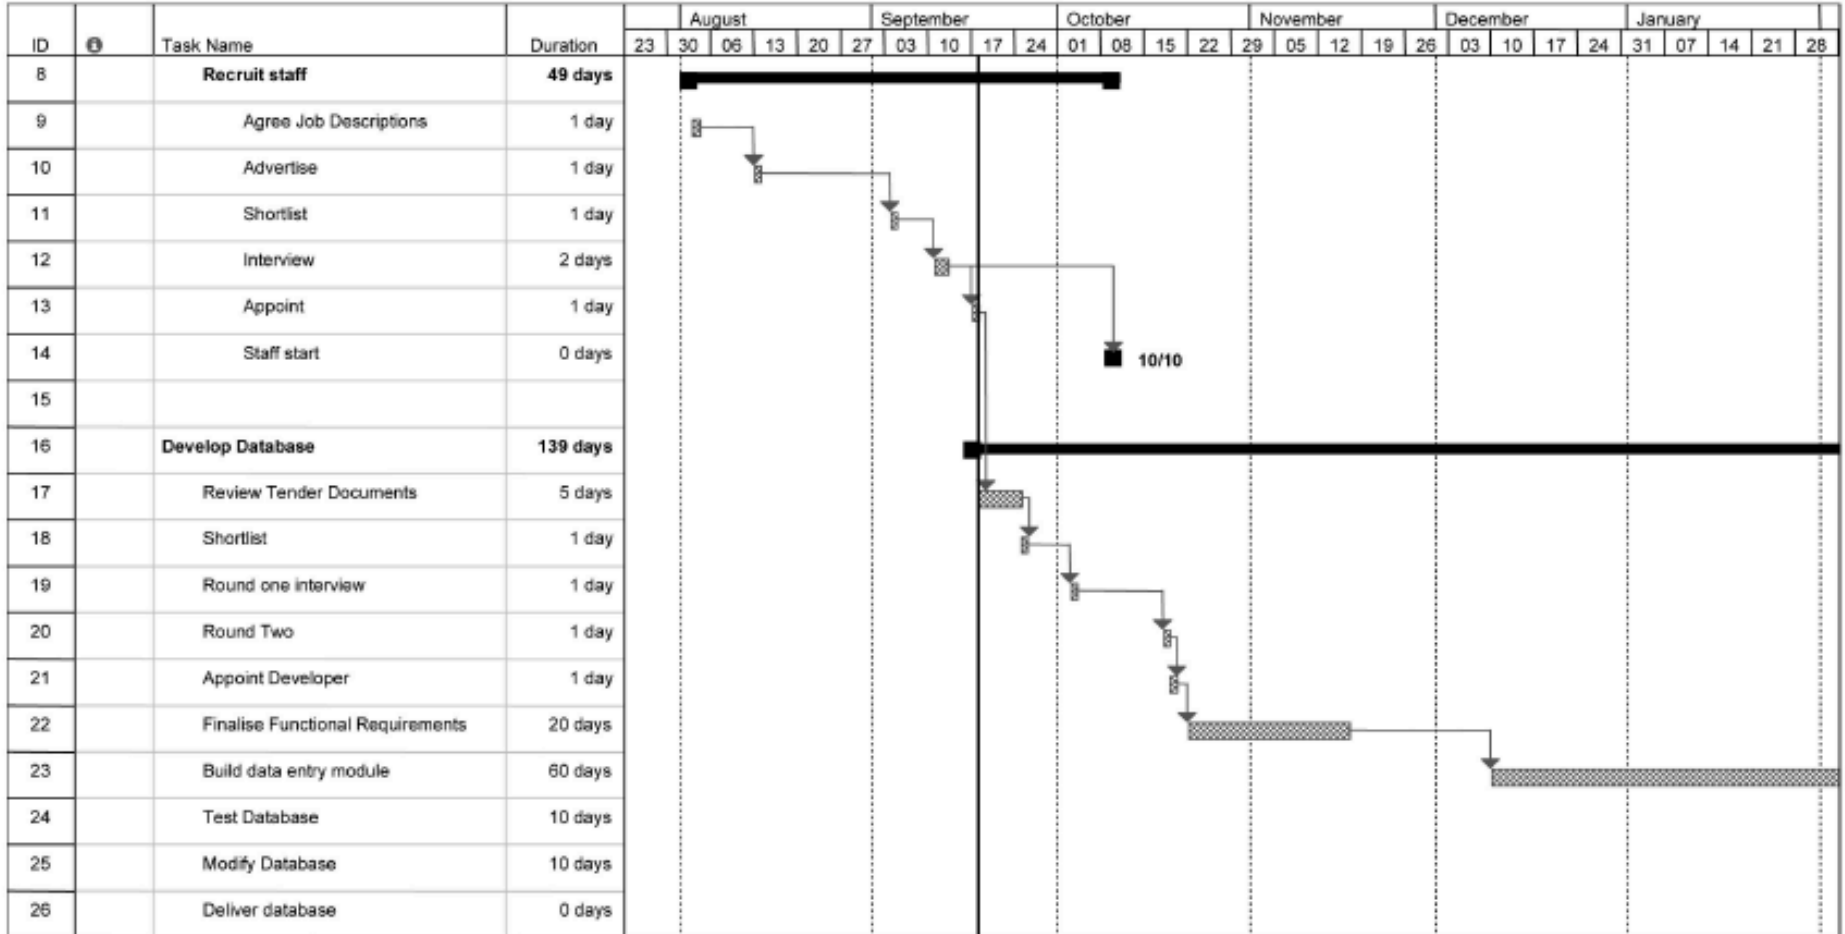 August September October November December January
ID Task Name Duration 23 30 06 13 20 27 03 10 17 24 01 08 15 22 29 05 12 19 26 03 10 17 24 31 07 14 21 28
8 Recruit staff 49 days
9 Agree Job Descriptions 1 day
10 Advertise 1 day
11 Shortlist 1 day
12 Interview 2 days
13 Appoint 1 day
14 Staff start 0 days 10/10
15
16 Develop Database 139 days
17 Review Tender Documents 5 days
18 Shortlist 1 day
19 Round one interview 1 day
20 Round Two 1 day
21 Appoint Developer 1 day
22 Finalise Functional Requirements 20 days
23 Build data entry module 60 days
24 Test Database 10 days
25 Modify Database 10 days
26 Deliver database 0 days